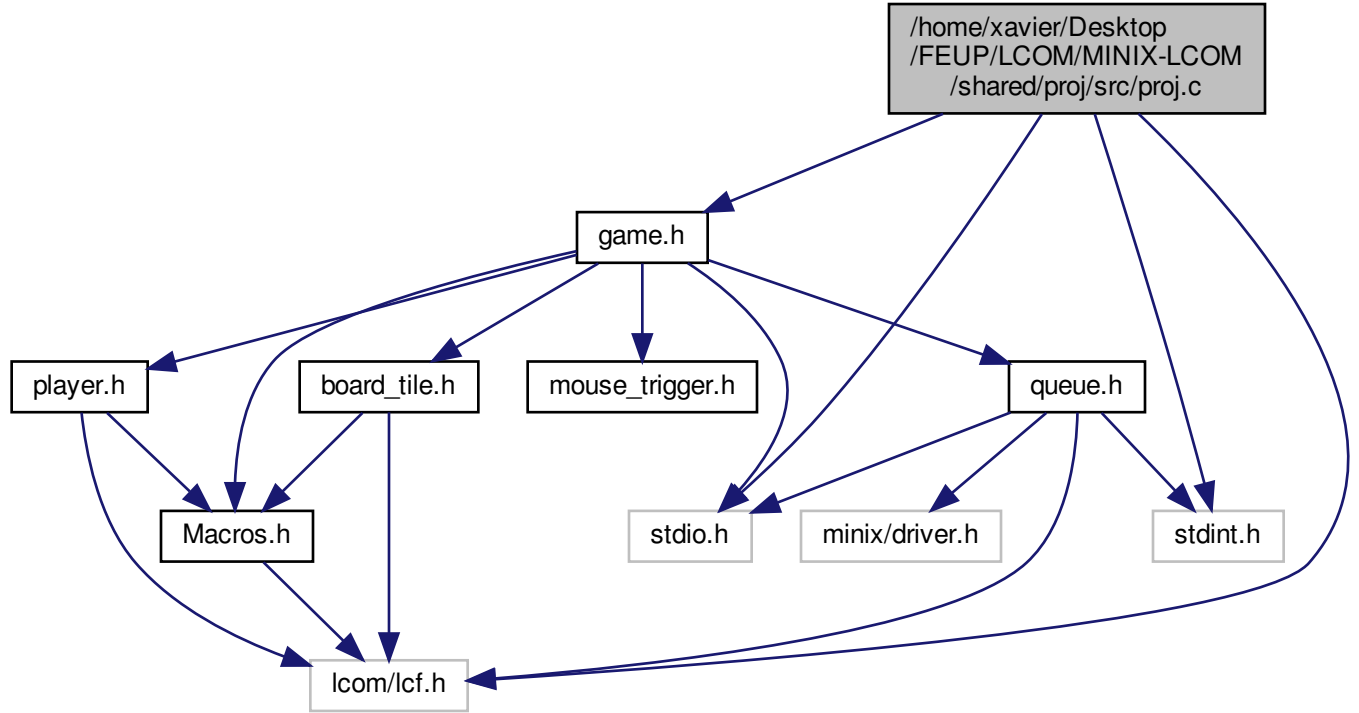 /home/xavier/Desktop
/FEUP/LCOM/MINIX-LCOM
/shared/proj/src/proj.c
game.h
player.h
board_tile.h
mouse_trigger.h
queue.h
Macros.h
stdio.h
minix/driver.h
stdint.h
lcom/lcf.h